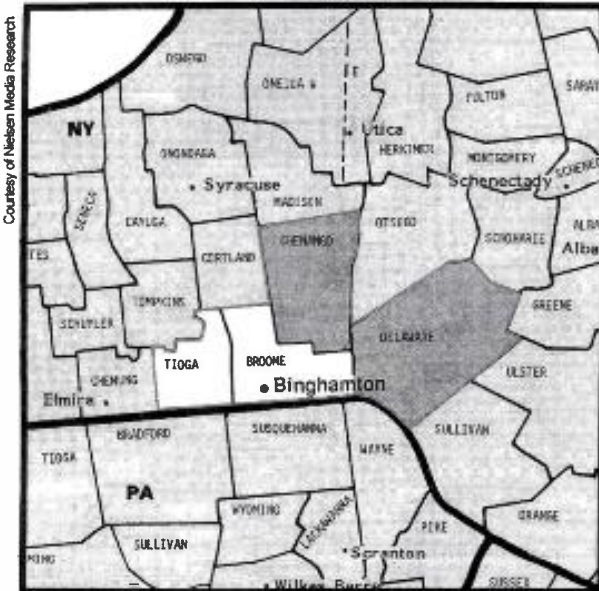 Courtesy of Nielsen Media Research
OSWEGO
ONEIDA
NY
Utica
FULTON
HERKIMER
ONONDAGA
MONTGOMERY
Syracuse
Schenectady
SENECA
MADISON
CAYUGA
CHENANGO
OTSEGO
SCHOHARIE
CORTLAND
TOMPKINS
GREENE
SCHUYLER
DELAWARE
TIOGA
BROOME
ULSTER
CHEMUNG
Binghamton
Elmira
BRADFORD
SUSQUEHANNA
SULLIVAN
TIOGA
WAYNE
PA
WYOMING
LACKAWANNA
ORANGE
PIKE
SULLIVAN
Scranton
SUSSEX